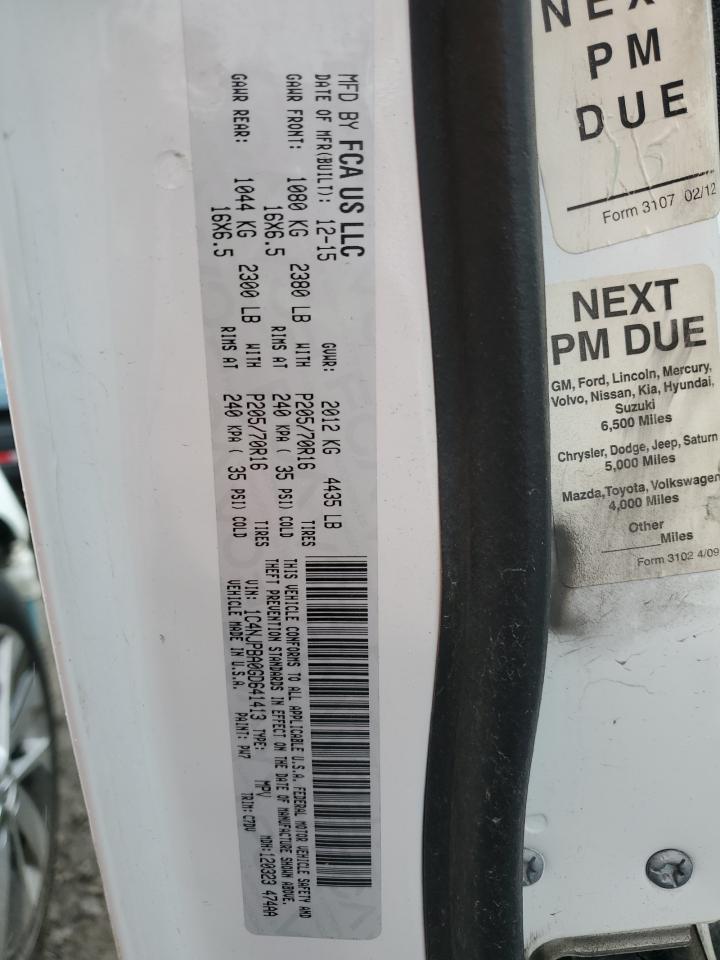 MFD BY FCA US LLC
DATE OF MFR(BUILT): 12-15 GVWR: 2012 KG 4435 LB
GAWR FRONT: 1080 KG 2380 LB WITH P205/70R16 TIRES
16X6.5 RIMS AT 240 KPA ( 35 PSI) COLD
GAWR REAR: 1044 KG 2300 LB WITH P205/70R16 TIRES
16X6.5 RIMS AT 240 KPA ( 35 PSI) COLD
THIS VEHICLE CONFORMS TO ALL APPLICABLE U.S.A. FEDERAL MOTOR VEHICLE SAFETY AND
THEFT PREVENTION STANDARDS IN EFFECT ON THE DATE OF MANUFACTURE SHOWN ABOVE.
MDH:120323 474AA
VIN: 1C4NJPBA0GD641413 TYPE: MPV
VEHICLE MADE IN U.S.A. PAINT: PW7 TRIM:C7DV
NEX
PM
DUE
Form 3107 02/12
NEXT
PM DUE
GM, Ford, Lincoln, Mercury,
Volvo, Nissan, Kia, Hyundai,
Suzuki
6,500 Miles
Chrysler, Dodge, Jeep, Saturn
5,000 Miles
Mazda,Toyota, Volkswagen
4,000 Miles
Other
Miles
Form 3102 4/09